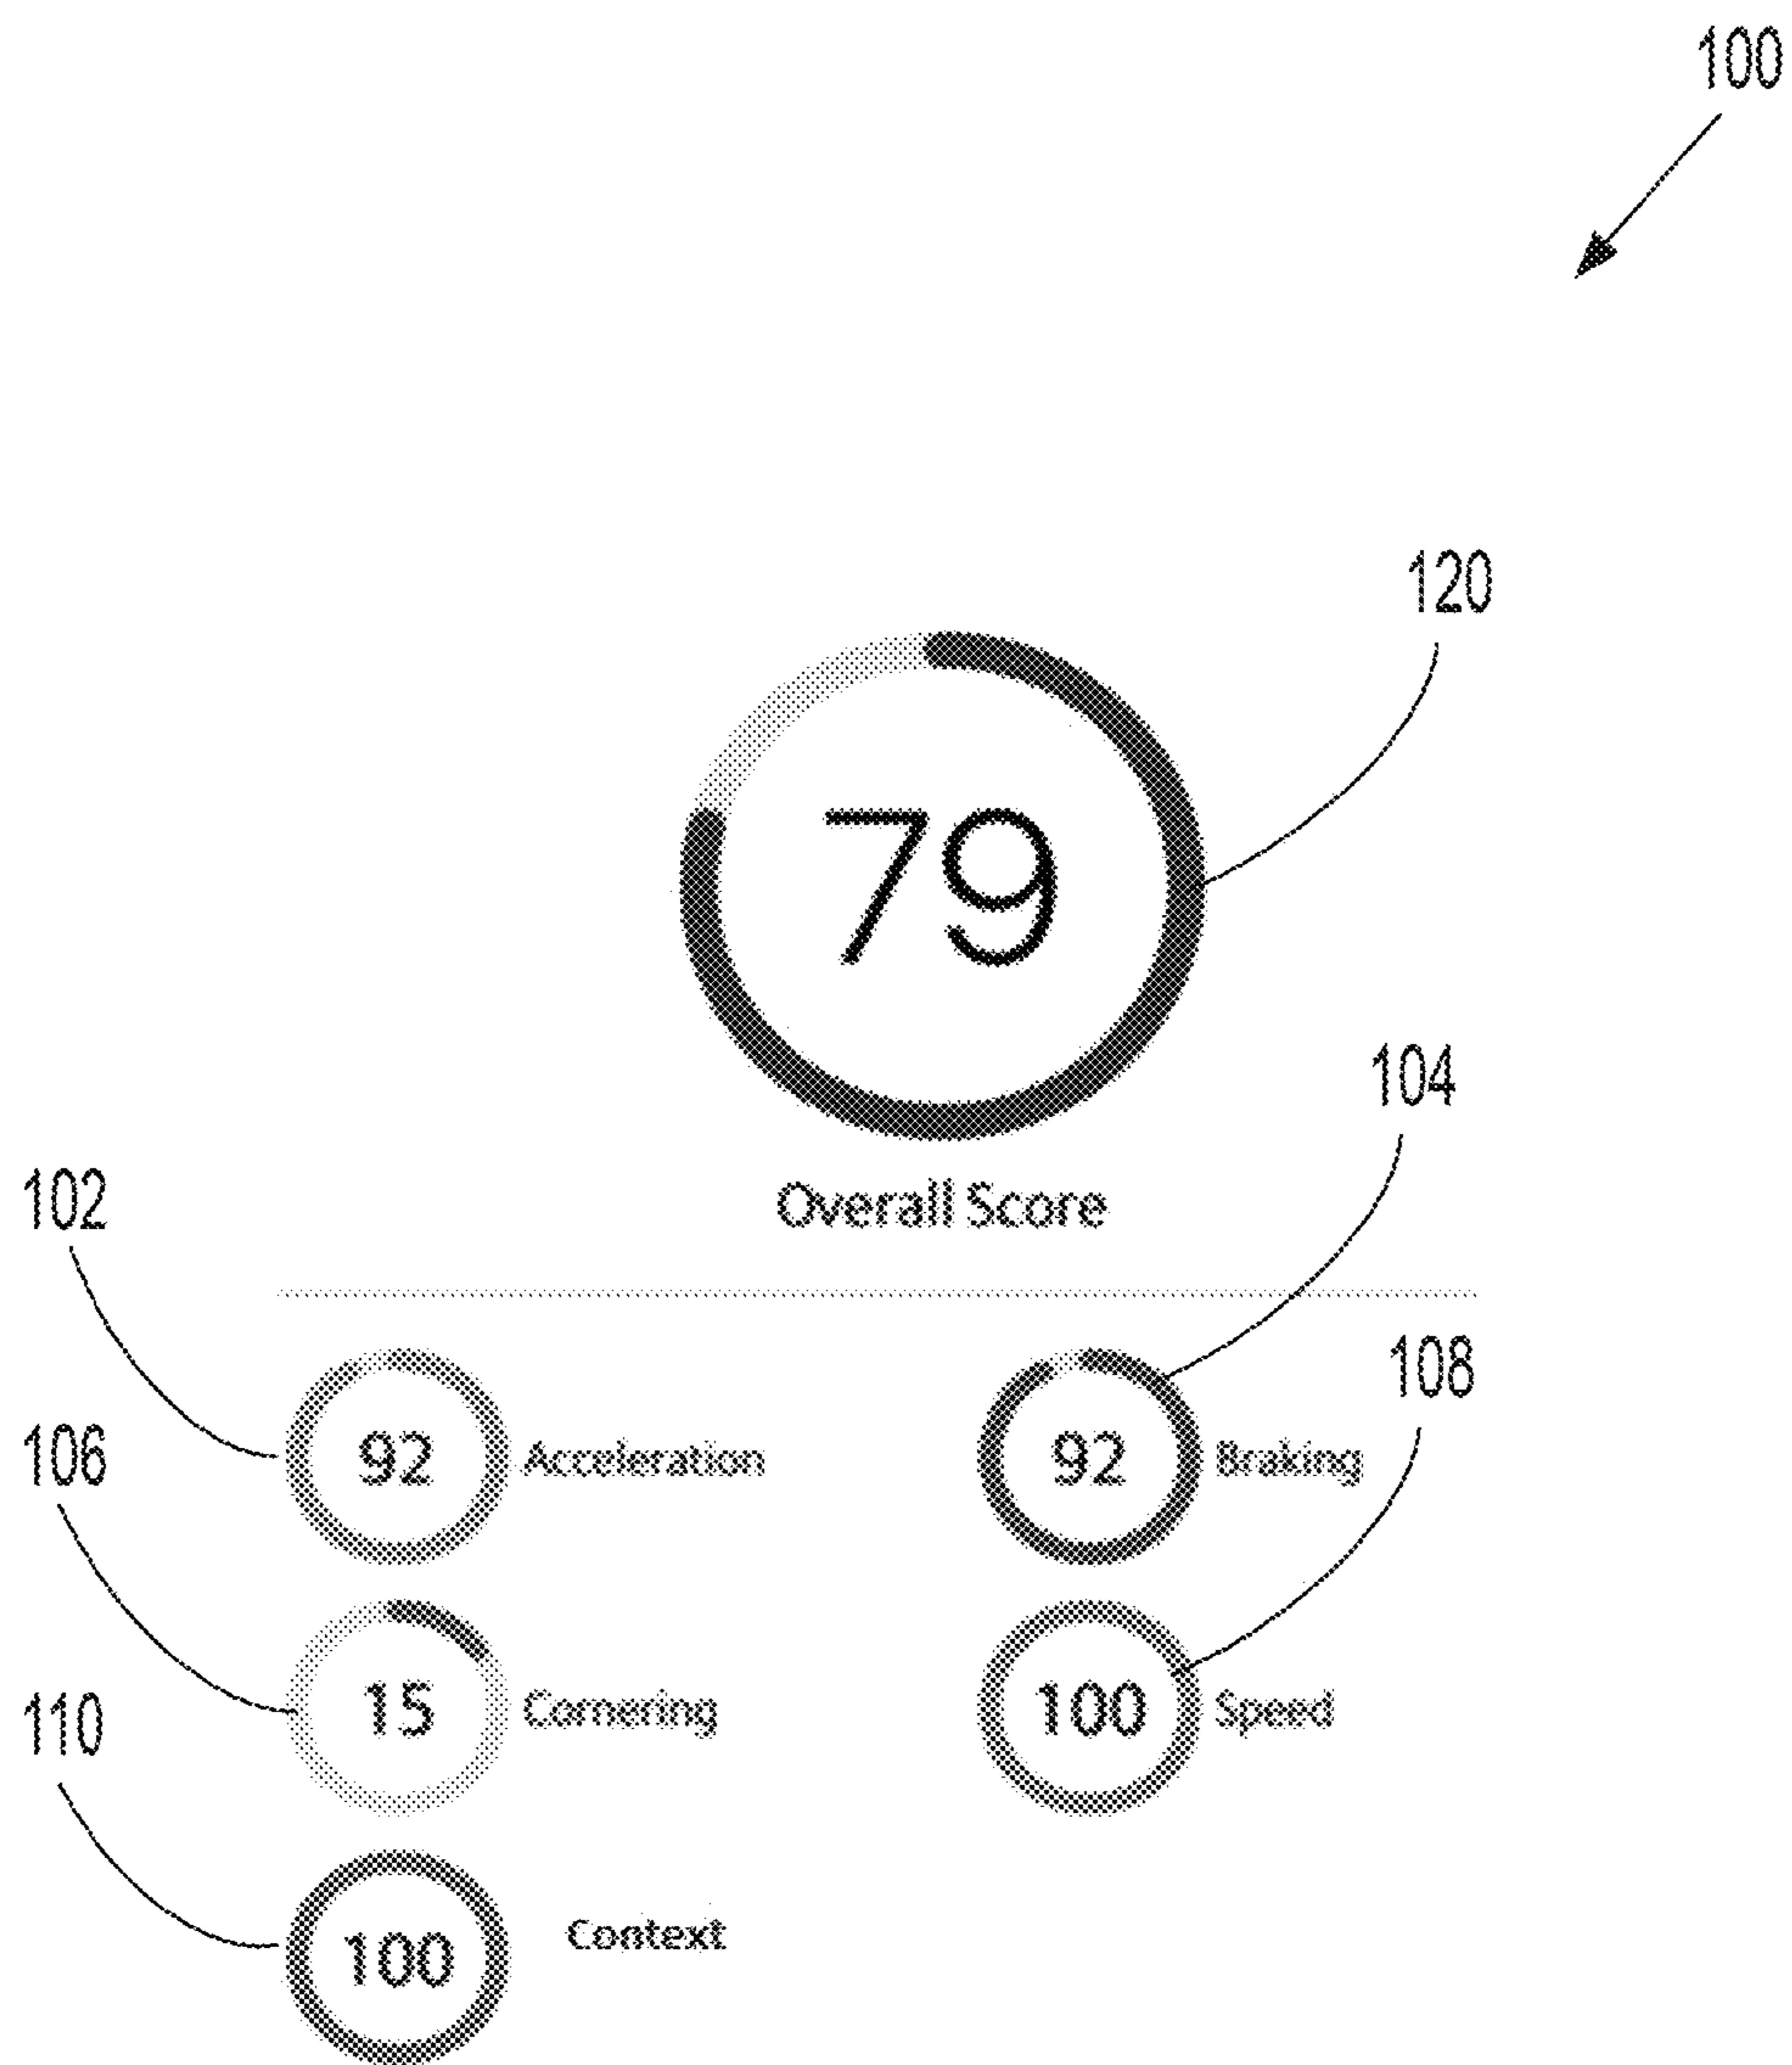 100
120
79
104
Overall Score
102
108
92 Acceleration
92 Braking
106
15 Cornering
100 Speed
110
100 Context